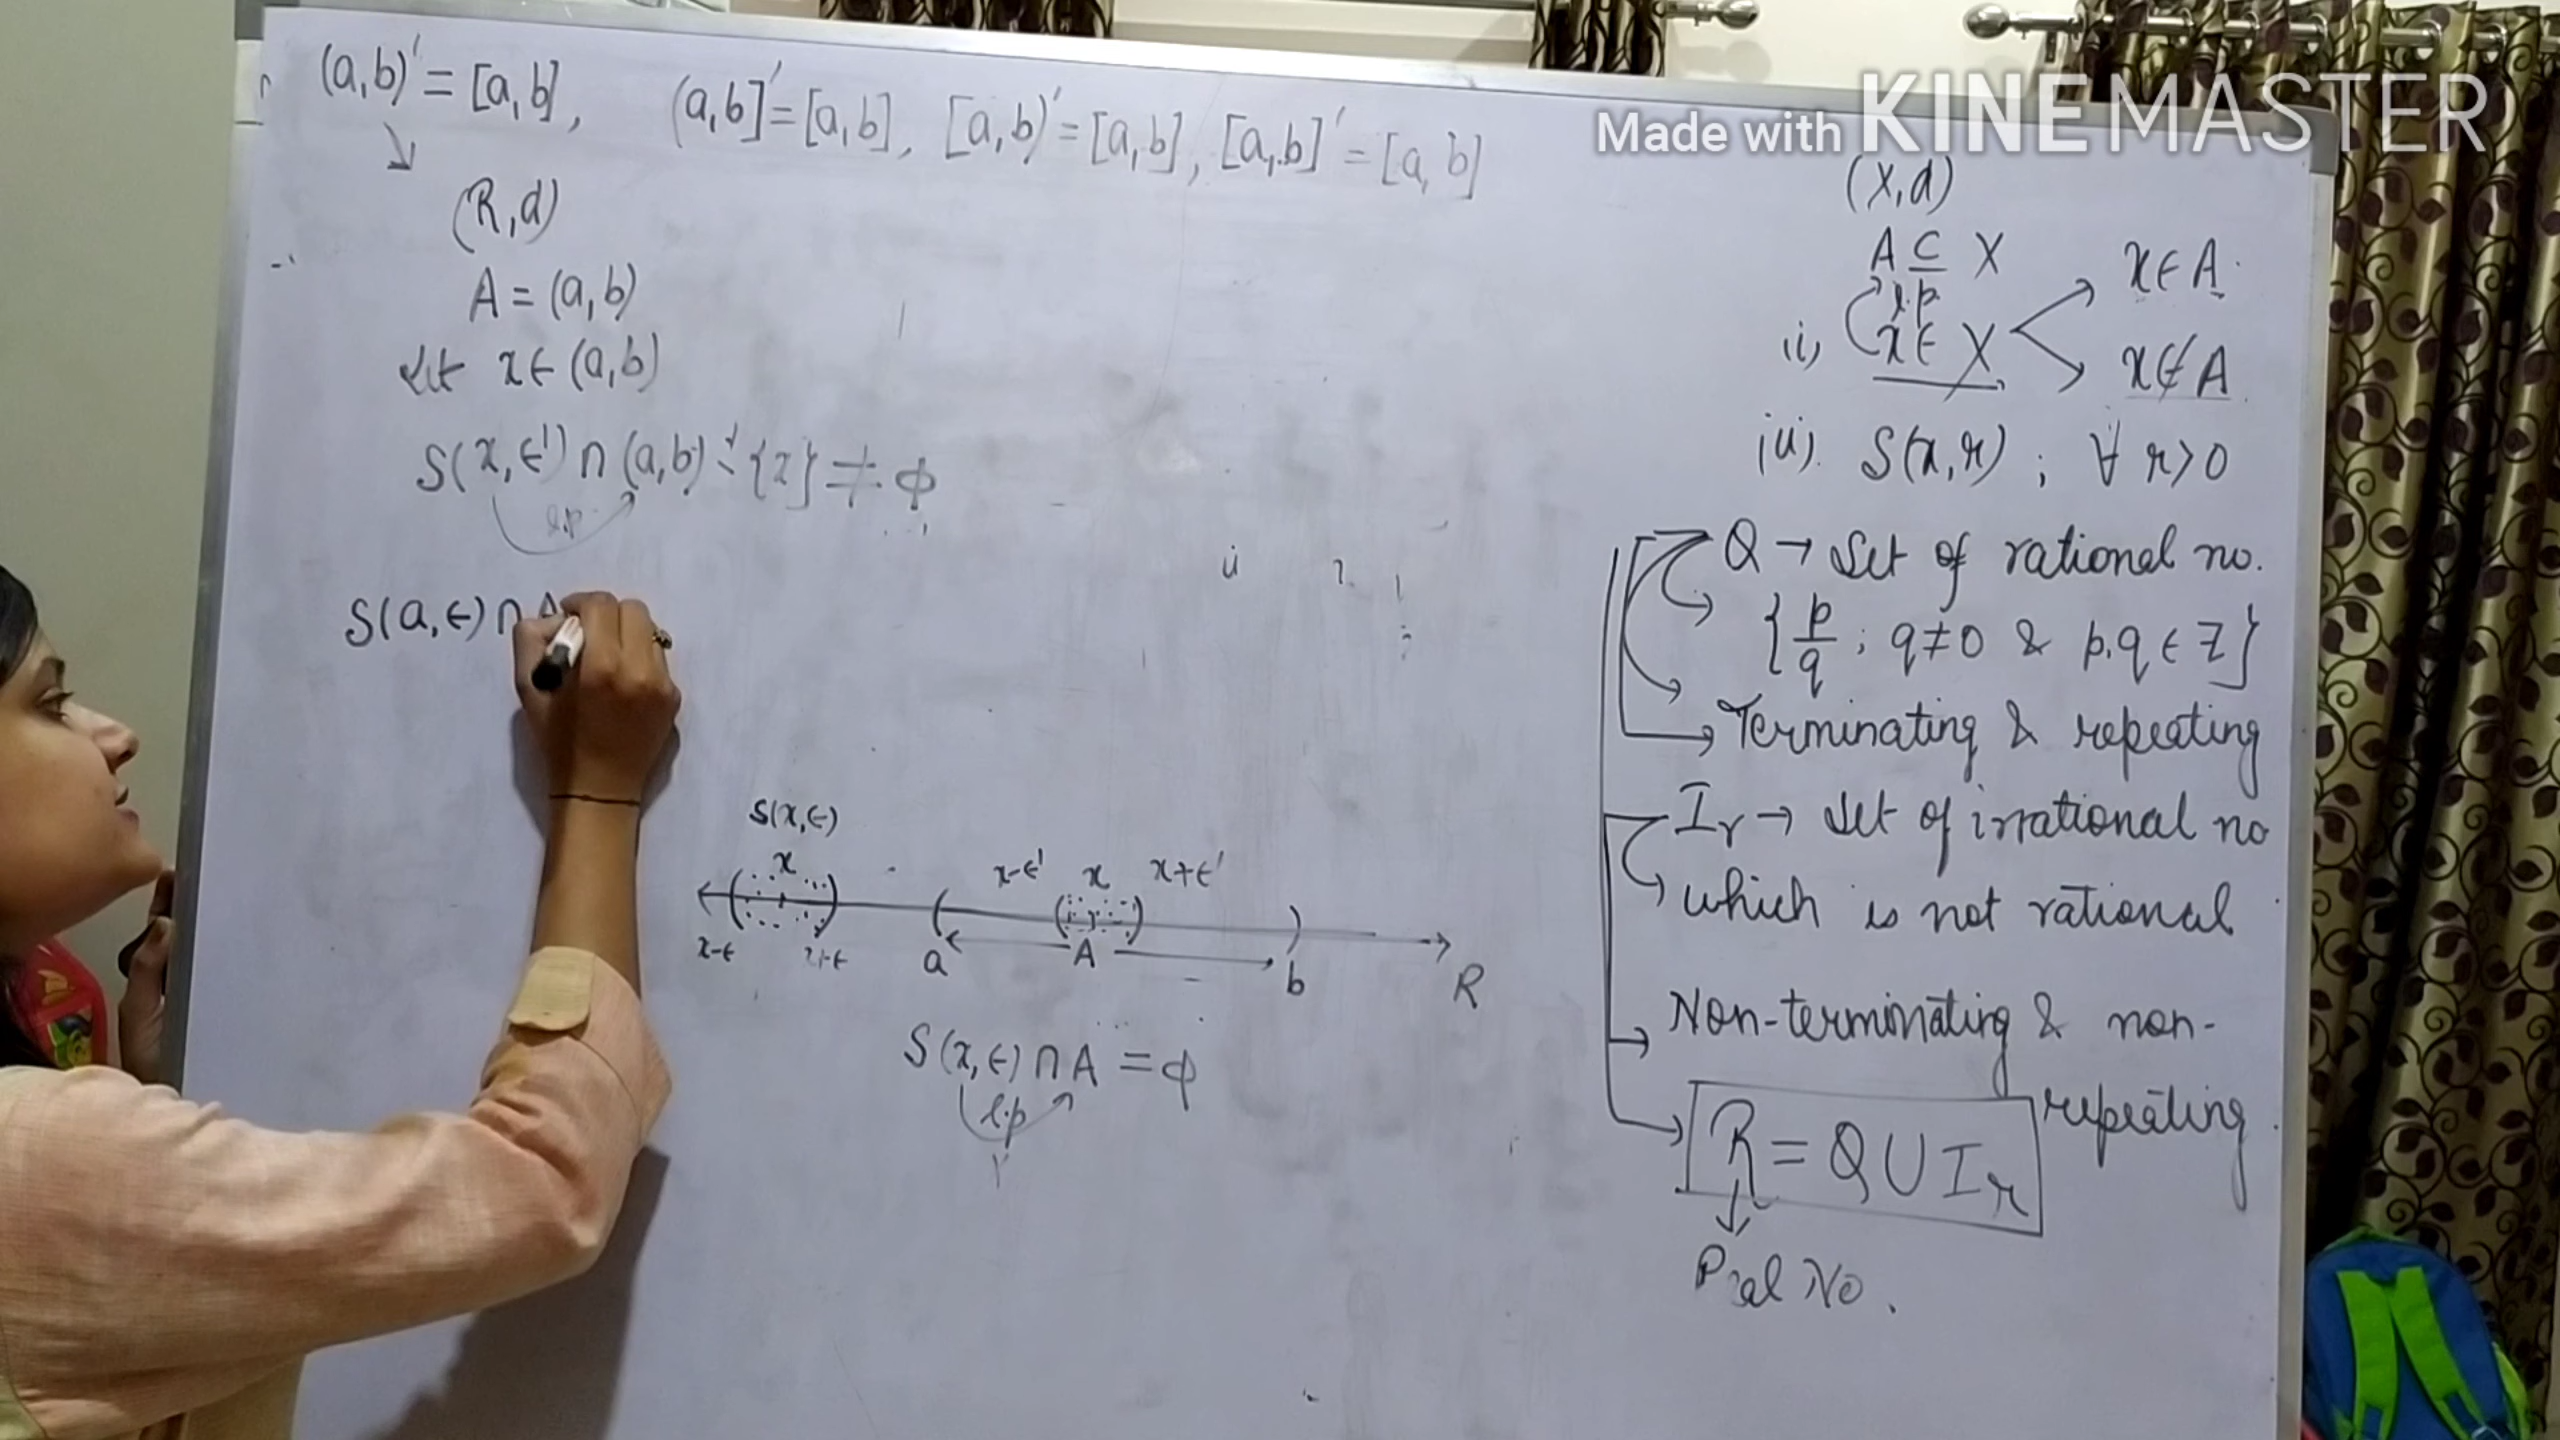 (a,b)' = [a,b], (a,b]' = [a,b], [a,b)' = [a,b], [a,b]' = [a,b]
(R,d)
A = (a,b)
Let x∈(a,b)
S(x,∈') ∩ (a,b) - {x} ≠ ϕ
l.p
S(a,∈) ∩ A
S(x,∈)
x
x-∈ x+∈
x-∈' x x+∈'
a A b R
S(x,∈) ∩ A = ϕ
l.p
Made with KINEMASTER
(X,d)
A ⊆ X
l.p
x∈A
(i) x∈X
x∉A
(ii) S(x,r) ; ∀ r>0
Q → Set of rational no.
{p/q ; q≠0 & p,q∈Z}
Terminating & repeating
Ir → Set of irrational no
which is not rational
Non-terminating & non-
repeating
R = Q∪Ir
Real No.